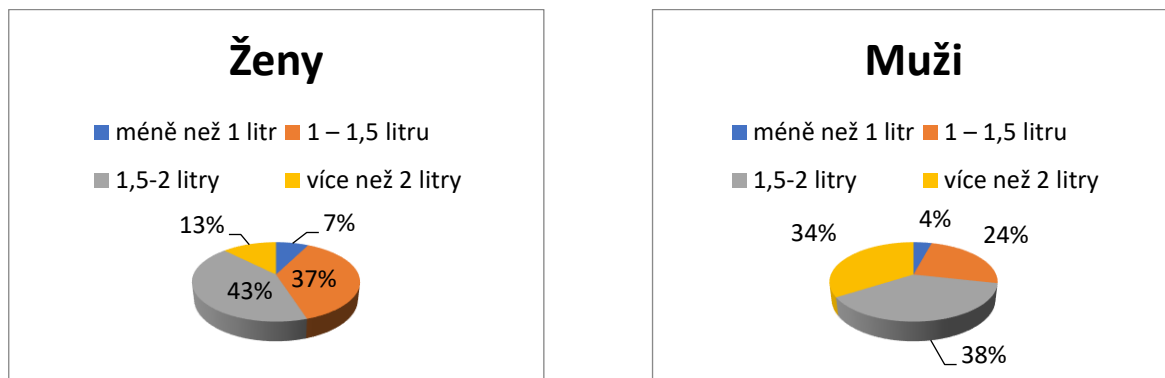 Ženy
méně než 1 litr 1 – 1,5 litru
1,5-2 litry více než 2 litry
13% 7%
43% 37%
Muži
méně než 1 litr 1 – 1,5 litru
1,5-2 litry více než 2 litry
34% 4% 24%
38%